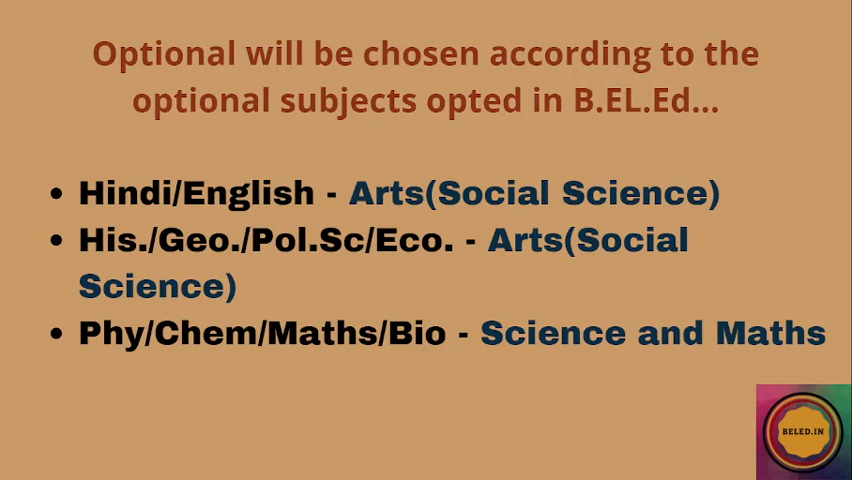 Optional will be chosen according to the
optional subjects opted in B.EL.Ed...
• Hindi/English - Arts(Social Science)
• His./Geo./Pol.Sc/Eco. - Arts(Social
Science)
• Phy/Chem/Maths/Bio - Science and Maths
BELED.IN